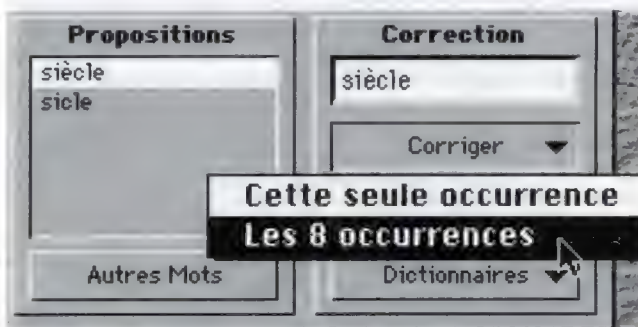 Propositions
siècle
sicle
Autres Mots
Correction
siècle
Corriger
Cette seule occurrence
Les 8 occurrences
Dictionnaires